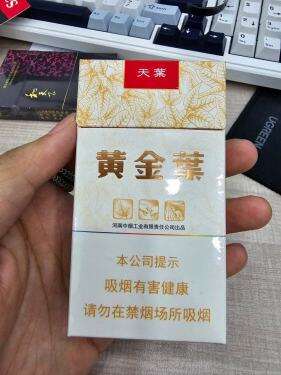 天葉
黄金葉
河南中烟工业有限责任公司出品
本公司提示
吸烟有害健康
请勿在禁烟场所吸烟
UGREEN